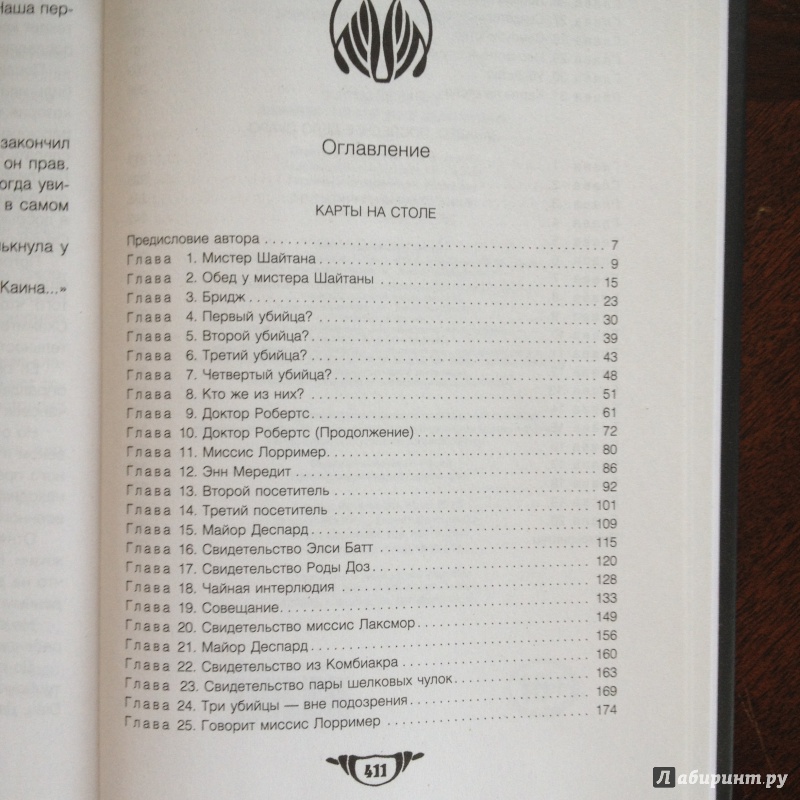 Наша пер-
закончил
он прав.
огда уви-
в самом
ькнула у
Каина...»
Оглавление
КАРТЫ НА СТОЛЕ
Предисловие автора . . . . . . . . . . 7
Глава 1. Мистер Шайтана . . . . . . . . . . 9
Глава 2. Обед у мистера Шайтаны . . . . . . . . . . 15
Глава 3. Бридж . . . . . . . . . . 23
Глава 4. Первый убийца? . . . . . . . . . . 30
Глава 5. Второй убийца? . . . . . . . . . . 39
Глава 6. Третий убийца? . . . . . . . . . . 43
Глава 7. Четвертый убийца? . . . . . . . . . . 48
Глава 8. Кто же из них? . . . . . . . . . . 51
Глава 9. Доктор Робертс . . . . . . . . . . 61
Глава 10. Доктор Робертс (Продолжение) . . . . . . . . . . 72
Глава 11. Миссис Лорример . . . . . . . . . . 80
Глава 12. Энн Мередит . . . . . . . . . . 86
Глава 13. Второй посетитель . . . . . . . . . . 92
Глава 14. Третий посетитель . . . . . . . . . . 101
Глава 15. Майор Деспард . . . . . . . . . . 109
Глава 16. Свидетельство Элси Батт . . . . . . . . . . 115
Глава 17. Свидетельство Роды Доз . . . . . . . . . . 120
Глава 18. Чайная интерлюдия . . . . . . . . . . 128
Глава 19. Совещание . . . . . . . . . . 133
Глава 20. Свидетельство миссис Лаксмор . . . . . . . . . . 149
Глава 21. Майор Деспард . . . . . . . . . . 156
Глава 22. Свидетельство из Комбиакра . . . . . . . . . . 160
Глава 23. Свидетельство пары шелковых чулок . . . . . . . . . . 163
Глава 24. Три убийцы — вне подозрения . . . . . . . . . . 169
Глава 25. Говорит миссис Лорример . . . . . . . . . . 174
411
Лабиринт.ру